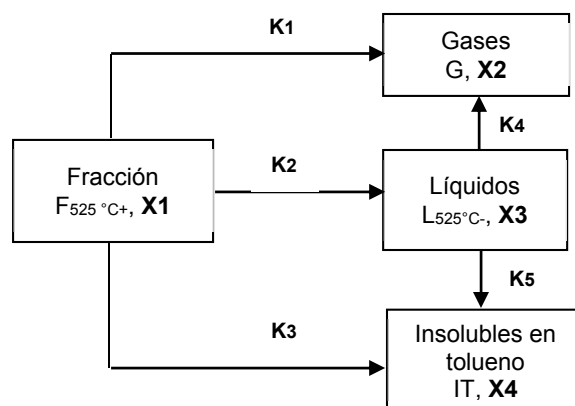 K1
Gases
G, X2
K4
K2
Fracción
F525 °C+, X1
Líquidos
L525°C-, X3
K5
K3
Insolubles en
tolueno
IT, X4